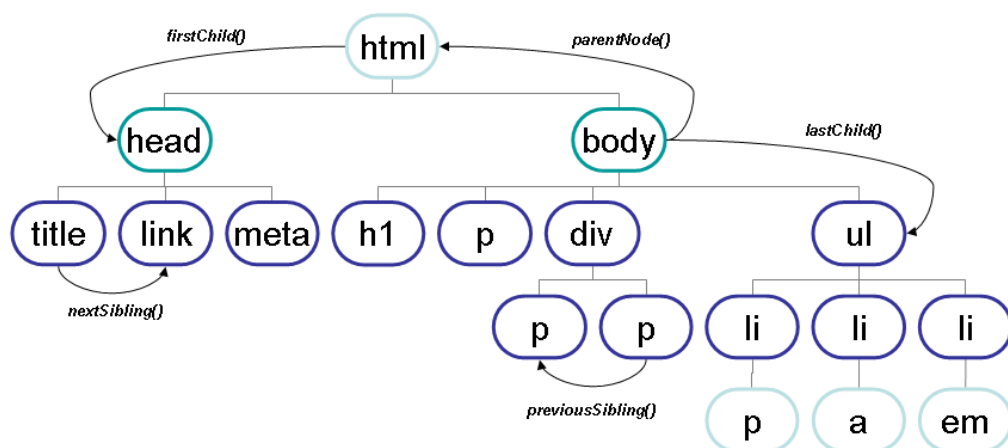 firstChild()
html
parentNode()
head
body
lastChild()
title
link
meta
h1
p
div
ul
nextSibling()
p
p
li
li
li
previousSibling()
p
a
em